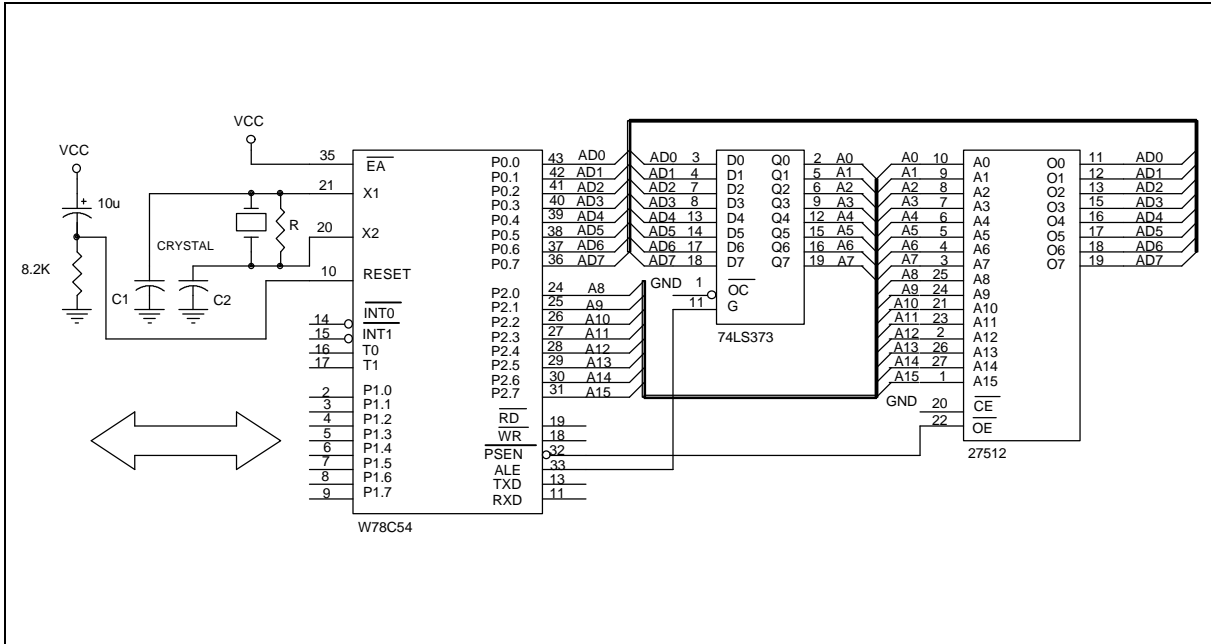 VCC
VCC
10u
8.2K
C1
C2
CRYSTAL
R
35
21
20
10
14
15
16
17
2
3
4
5
6
7
8
9
EA
X1
X2
RESET
INT0
INT1
T0
T1
P1.0
P1.1
P1.2
P1.3
P1.4
P1.5
P1.6
P1.7
P0.0 43 AD0
P0.1 42 AD1
P0.2 41 AD2
P0.3 40 AD3
P0.4 39 AD4
P0.5 38 AD5
P0.6 37 AD6
P0.7 36 AD7
P2.0 24 A8
P2.1 25 A9
P2.2 26 A10
P2.3 27 A11
P2.4 28 A12
P2.5 29 A13
P2.6 30 A14
P2.7 31 A15
RD 19
WR 18
PSEN 32
ALE 33
TXD 13
RXD 11
W78C54
AD0 3 D0 Q0 2 A0
AD1 4 D1 Q1 5 A1
AD2 7 D2 Q2 6 A2
AD3 8 D3 Q3 9 A3
AD4 13 D4 Q4 12 A4
AD5 14 D5 Q5 15 A5
AD6 17 D6 Q6 16 A6
AD7 18 D7 Q7 19 A7
GND 1 OC
11 G
74LS373
A0 10 A0 O0 11 AD0
A1 9 A1 O1 12 AD1
A2 8 A2 O2 13 AD2
A3 7 A3 O3 15 AD3
A4 6 A4 O4 16 AD4
A5 5 A5 O5 17 AD5
A6 4 A6 O6 18 AD6
A7 3 A7 O7 19 AD7
A8 25 A8
A9 24 A9
A10 21 A10
A11 23 A11
A12 2 A12
A13 26 A13
A14 27 A14
A15 1 A15
GND 20 CE
22 OE
27512